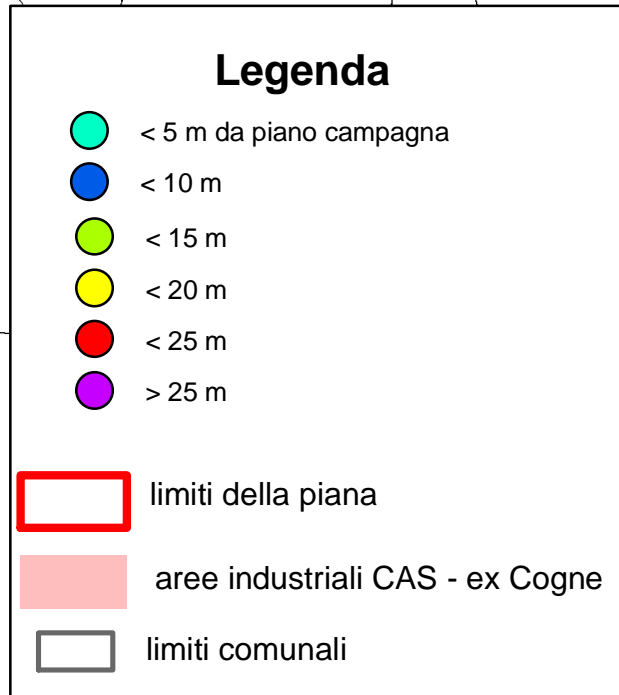 Legenda
< 5 m da piano campagna
< 10 m
< 15 m
< 20 m
< 25 m
> 25 m
limiti della piana
aree industriali CAS - ex Cogne
limiti comunali